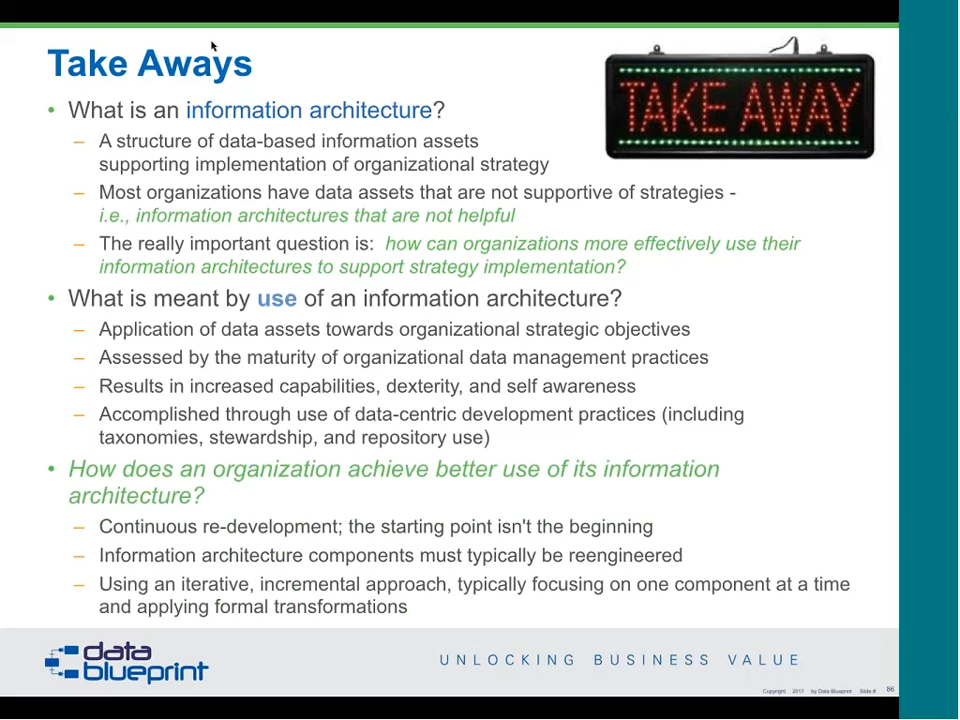 Take Aways
TAKE AWAY
• What is an information architecture?
– A structure of data-based information assets
supporting implementation of organizational strategy
– Most organizations have data assets that are not supportive of strategies -
i.e., information architectures that are not helpful
– The really important question is: how can organizations more effectively use their
information architectures to support strategy implementation?
• What is meant by use of an information architecture?
– Application of data assets towards organizational strategic objectives
– Assessed by the maturity of organizational data management practices
– Results in increased capabilities, dexterity, and self awareness
– Accomplished through use of data-centric development practices (including
taxonomies, stewardship, and repository use)
• How does an organization achieve better use of its information
architecture?
– Continuous re-development; the starting point isn't the beginning
– Information architecture components must typically be reengineered
– Using an iterative, incremental approach, typically focusing on one component at a time
and applying formal transformations
data
blueprint
UNLOCKING BUSINESS VALUE
Copyright 2017 by Data Blueprint Slide # 86